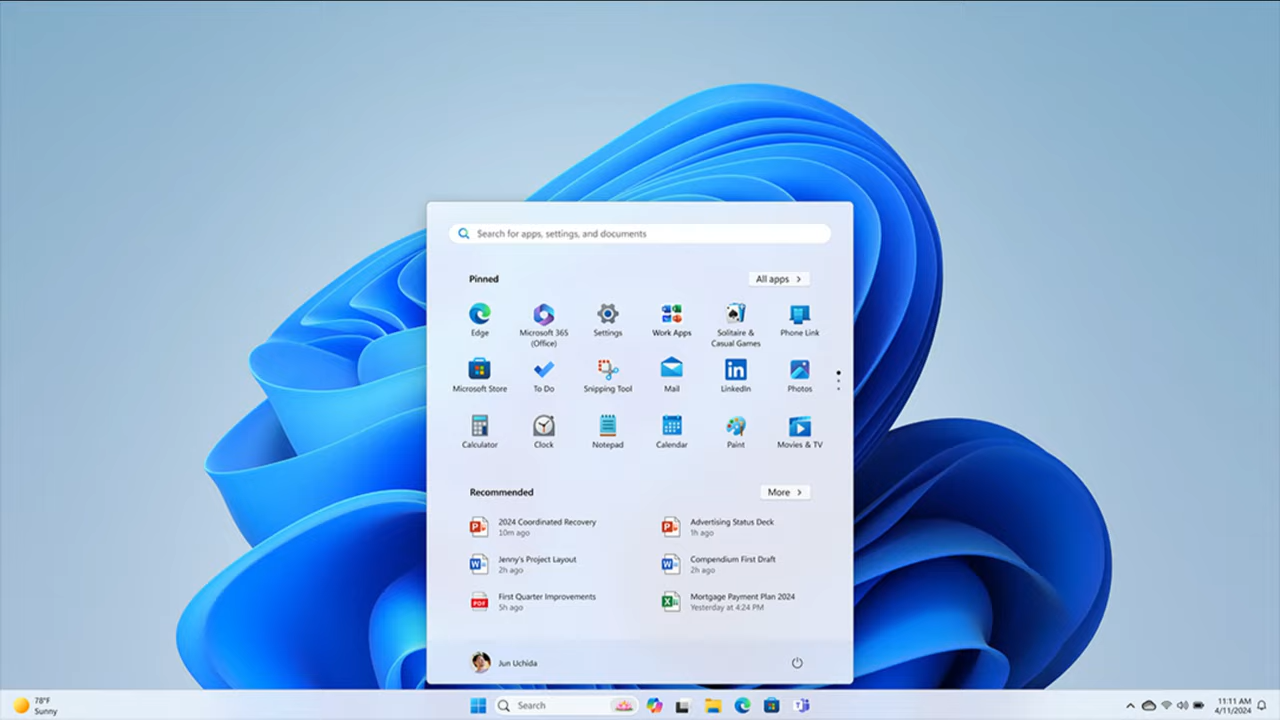 Search for apps, settings, and documents
Pinned
All apps >
Edge
Microsoft 365
(Office)
Settings
Work Apps
Solitaire &
Casual Games
Phone Link
Microsoft Store
To Do
Snipping Tool
Mail
LinkedIn
Photos
Calculator
Clock
Notepad
Calendar
Paint
Movies & TV
Recommended
More >
2024 Coordinated Recovery
10m ago
Advertising Status Deck
1h ago
Jenny's Project Layout
2h ago
Compendium First Draft
2h ago
First Quarter Improvements
5h ago
Mortgage Payment Plan 2024
Yesterday at 4:24 PM
Jun Uchida
78°F
Sunny
Search
11:11 AM
4/11/2024